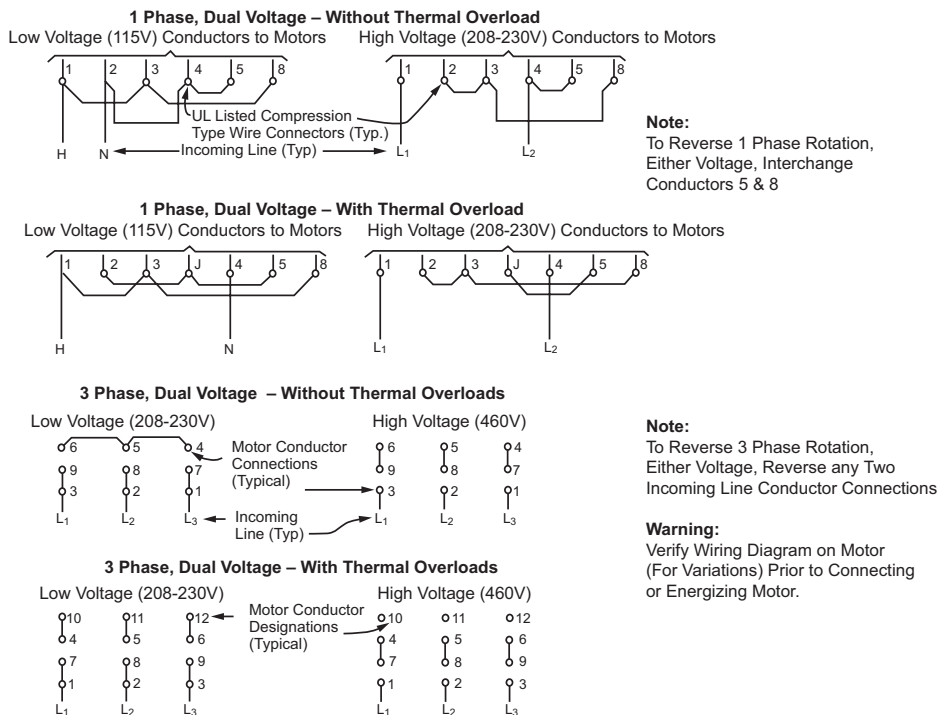 1 Phase, Dual Voltage – Without Thermal Overload
Low Voltage (115V) Conductors to Motors
High Voltage (208-230V) Conductors to Motors
1 2 3 4 5 8
1 2 3 4 5 8
UL Listed Compression
Type Wire Connectors (Typ.)
H N
Incoming Line (Typ)
L1 L2
Note:
To Reverse 1 Phase Rotation,
Either Voltage, Interchange
Conductors 5 & 8
1 Phase, Dual Voltage – With Thermal Overload
Low Voltage (115V) Conductors to Motors
High Voltage (208-230V) Conductors to Motors
1 2 3 J 4 5 8
1 2 3 J 4 5 8
H N
L1 L2
3 Phase, Dual Voltage – Without Thermal Overloads
Low Voltage (208-230V)
High Voltage (460V)
6 5 4
9 8 7
3 2 1
L1 L2 L3
Motor Conductor
Connections
(Typical)
Incoming
Line (Typ)
6 5 4
9 8 7
3 2 1
L1 L2 L3
Note:
To Reverse 3 Phase Rotation,
Either Voltage, Reverse any Two
Incoming Line Conductor Connections
Warning:
Verify Wiring Diagram on Motor
(For Variations) Prior to Connecting
or Energizing Motor.
3 Phase, Dual Voltage – With Thermal Overloads
Low Voltage (208-230V)
High Voltage (460V)
10 11 12
4 5 6
7 8 9
1 2 3
L1 L2 L3
Motor Conductor
Designations
(Typical)
10 11 12
4 5 6
7 8 9
1 2 3
L1 L2 L3